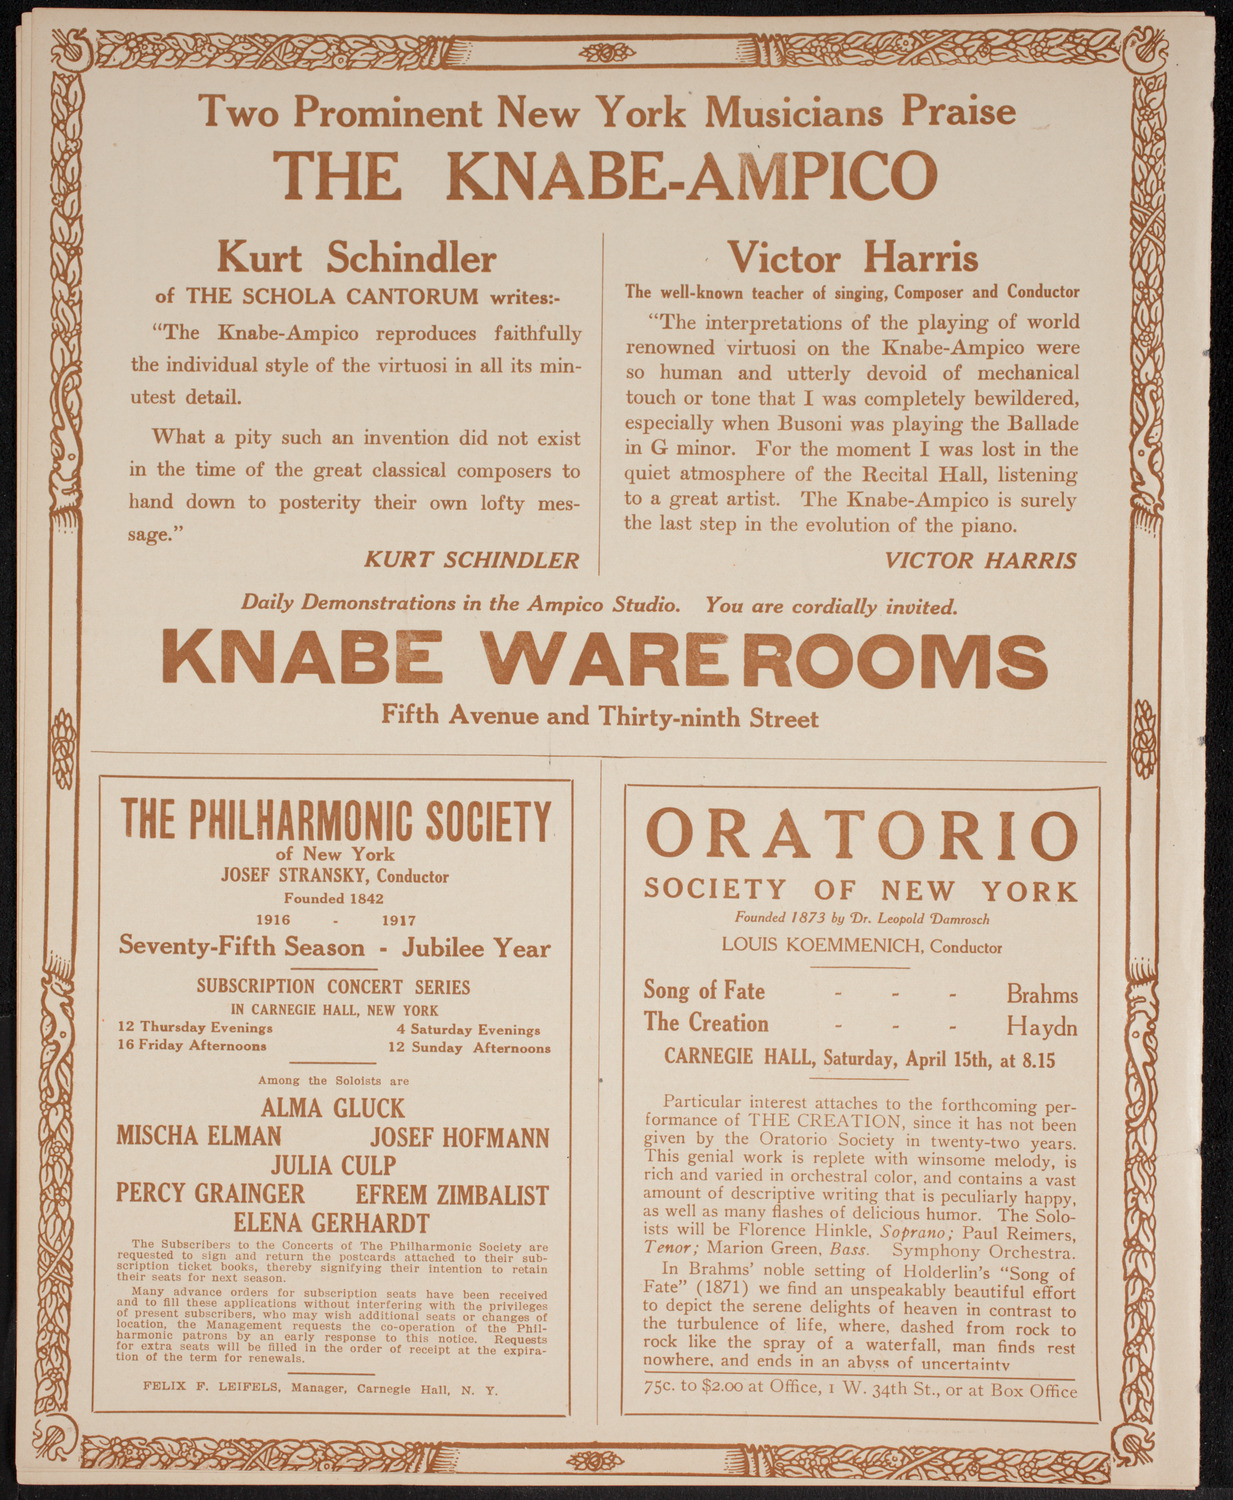 Two Prominent New York Musicians Praise
THE KNABE-AMPICO
Kurt Schindler
of THE SCHOLA CANTORUM writes:-
“The Knabe-Ampico reproduces faithfully
the individual style of the virtuosi in all its min-
utest detail.
What a pity such an invention did not exist
in the time of the great classical composers to
hand down to posterity their own lofty mes-
sage.”
KURT SCHINDLER
Victor Harris
The well-known teacher of singing, Composer and Conductor
“The interpretations of the playing of world
renowned virtuosi on the Knabe-Ampico were
so human and utterly devoid of mechanical
touch or tone that I was completely bewildered,
especially when Busoni was playing the Ballade
in G minor. For the moment I was lost in the
quiet atmosphere of the Recital Hall, listening
to a great artist. The Knabe-Ampico is surely
the last step in the evolution of the piano.
VICTOR HARRIS
Daily Demonstrations in the Ampico Studio. You are cordially invited.
KNABE WAREROOMS
Fifth Avenue and Thirty-ninth Street
THE PHILHARMONIC SOCIETY
of New York
JOSEF STRANSKY, Conductor
Founded 1842
1916 - 1917
Seventy-Fifth Season - Jubilee Year
SUBSCRIPTION CONCERT SERIES
IN CARNEGIE HALL, NEW YORK
12 Thursday Evenings 4 Saturday Evenings
16 Friday Afternoons 12 Sunday Afternoons
Among the Soloists are
ALMA GLUCK
MISCHA ELMAN JOSEF HOFMANN
JULIA CULP
PERCY GRAINGER EFREM ZIMBALIST
ELENA GERHARDT
The Subscribers to the Concerts of The Philharmonic Society are
requested to sign and return the postcards attached to their sub-
scription ticket books, thereby signifying their intention to retain
their seats for next season.
Many advance orders for subscription seats have been received
and to fill these applications without interfering with the privileges
of present subscribers, who may wish additional seats or changes of
location, the Management requests the co-operation of the Phil-
harmonic patrons by an early response to this notice. Requests
for extra seats will be filled in the order of receipt at the expira-
tion of the term for renewals.
FELIX F. LEIFELS, Manager, Carnegie Hall, N. Y.
ORATORIO
SOCIETY OF NEW YORK
Founded 1873 by Dr. Leopold Damrosch
LOUIS KOEMMENICH, Conductor
Song of Fate - - - Brahms
The Creation - - - Haydn
CARNEGIE HALL, Saturday, April 15th, at 8.15
Particular interest attaches to the forthcoming per-
formance of THE CREATION, since it has not been
given by the Oratorio Society in twenty-two years.
This genial work is replete with winsome melody, is
rich and varied in orchestral color, and contains a vast
amount of descriptive writing that is peculiarly happy,
as well as many flashes of delicious humor. The Solo-
ists will be Florence Hinkle, Soprano; Paul Reimers,
Tenor; Marion Green, Bass. Symphony Orchestra.
In Brahms’ noble setting of Holderlin’s “Song of
Fate” (1871) we find an unspeakably beautiful effort
to depict the serene delights of heaven in contrast to
the turbulence of life, where, dashed from rock to
rock like the spray of a waterfall, man finds rest
nowhere, and ends in an abyss of uncertainty
75c. to $2.00 at Office, 1 W. 34th St., or at Box Office